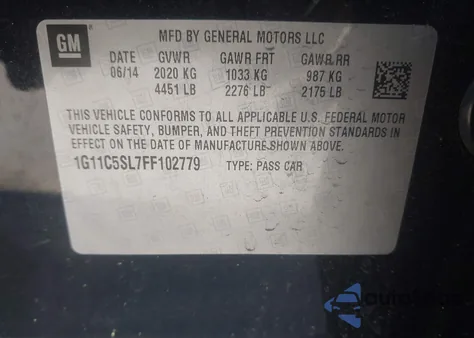 GM
MFD BY GENERAL MOTORS LLC
DATE GVWR GAWR FRT GAWR RR
06/14 2020 KG 1033 KG 987 KG
4451 LB 2276 LB 2175 LB
THIS VEHICLE CONFORMS TO ALL APPLICABLE U.S. FEDERAL MOTOR
VEHICLE SAFETY, BUMPER, AND THEFT PREVENTION STANDARDS IN
EFFECT ON THE DATE OF MANUFACTURE SHOWN ABOVE.
1G11C5SL7FF102779 TYPE: PASS CAR